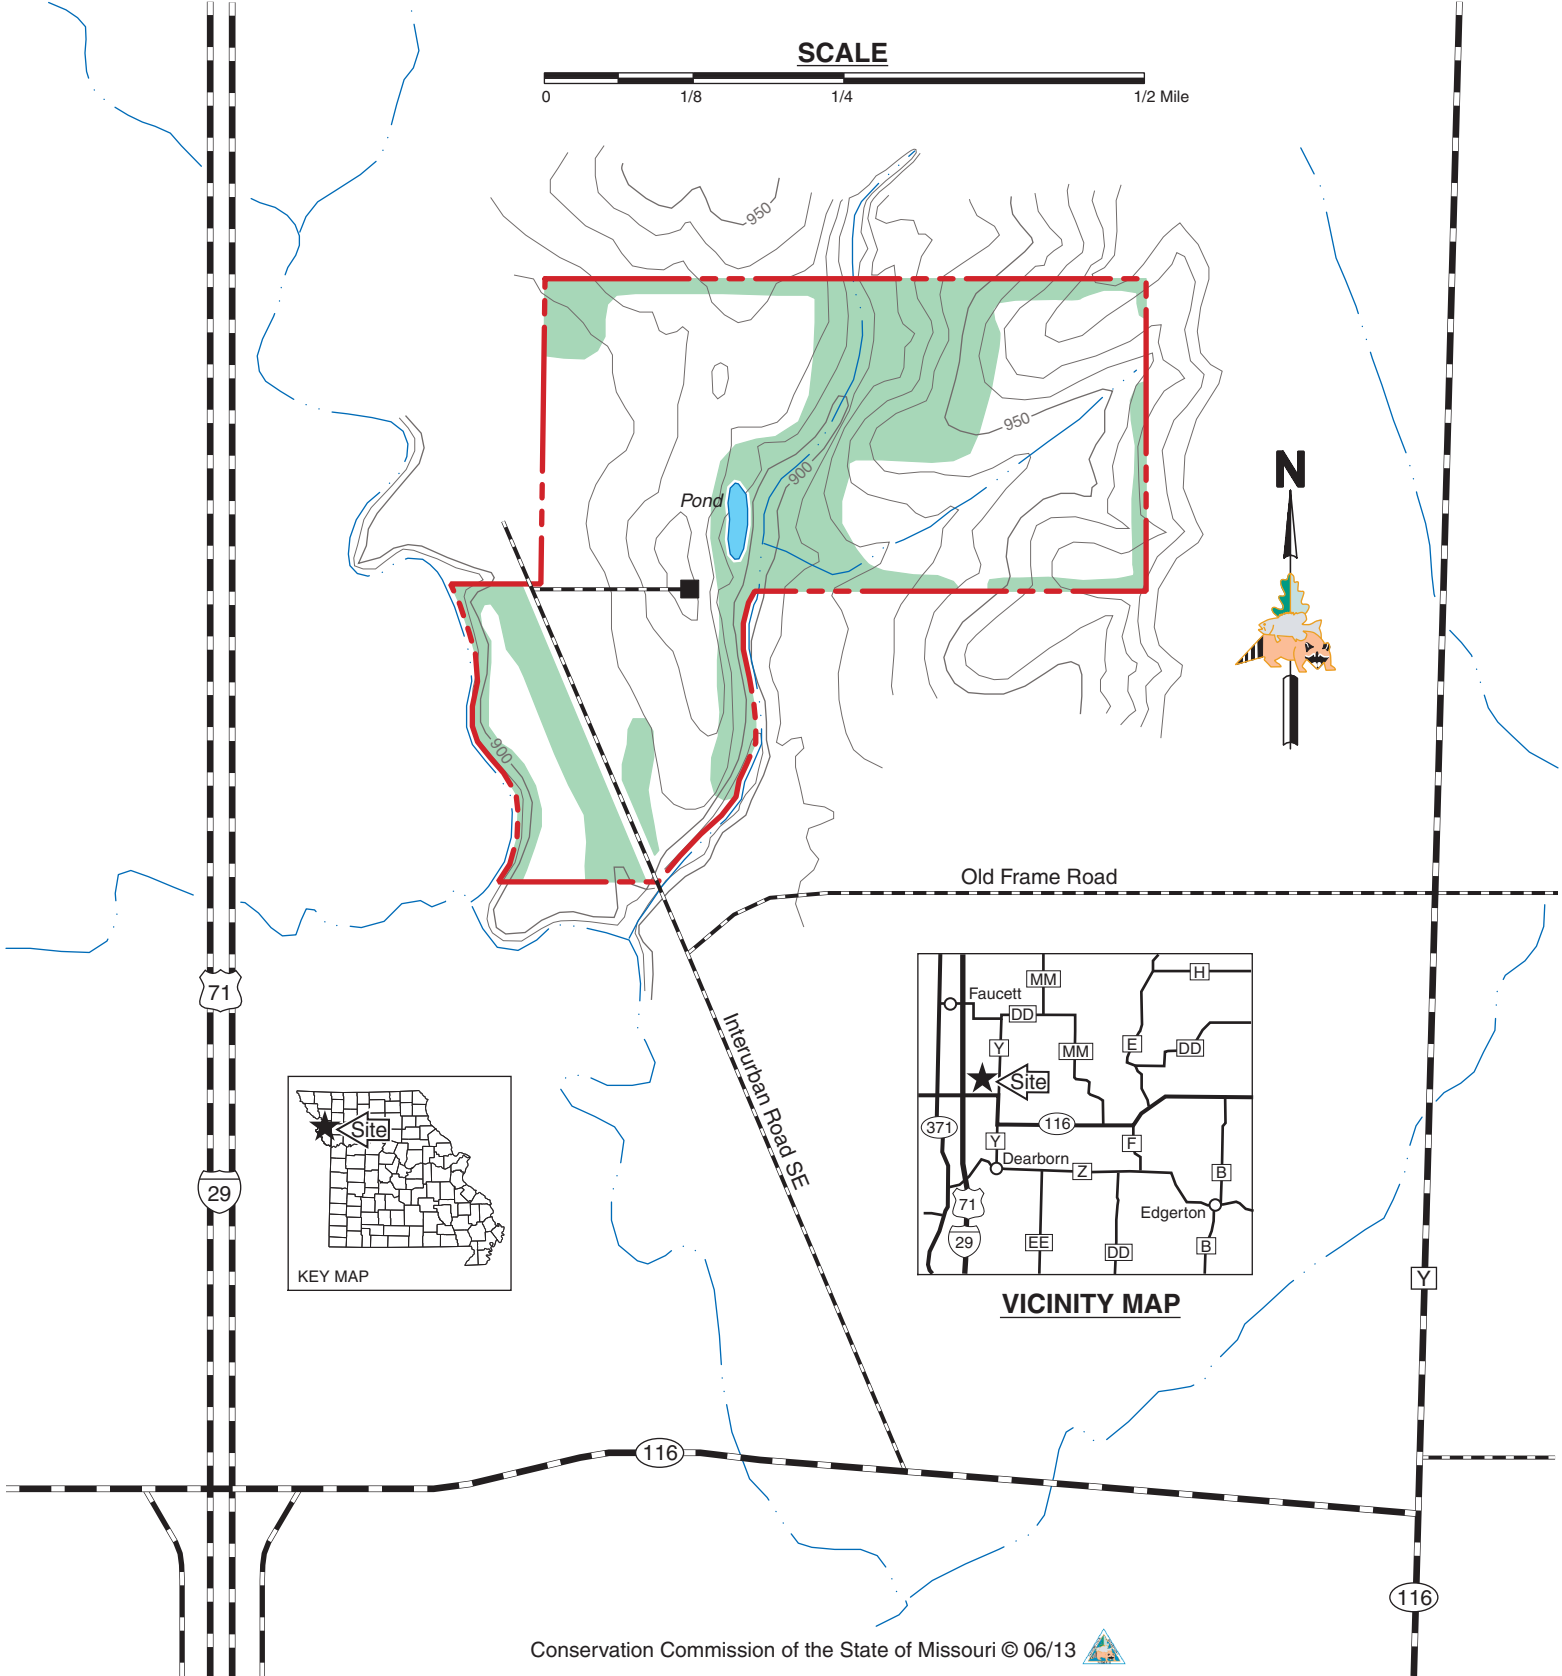 SCALE
0 1/8 1/4 1/2 Mile
950
950
900
Pond
N
900
Old Frame Road
71
Interurban Road SE
29
Site
KEY MAP
MM
H
Faucett
DD
Y
MM
E
DD
Site
371
116
Y
F
Dearborn
Z
B
71
Edgerton
29
EE
DD
B
VICINITY MAP
Y
116
116
Conservation Commission of the State of Missouri © 06/13